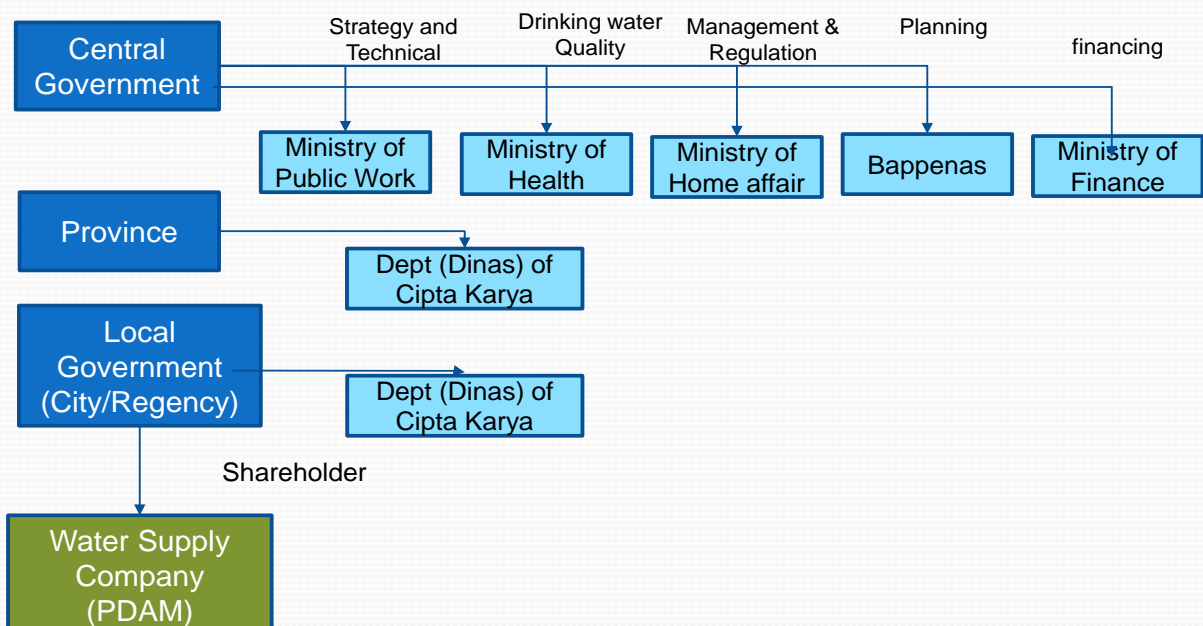 Strategy and
Technical
Drinking water
Quality
Management &
Regulation
Planning
financing
Central
Government
Ministry of
Public Work
Ministry of
Health
Ministry of
Home affair
Bappenas
Ministry of
Finance
Province
Dept (Dinas) of
Cipta Karya
Local
Government
(City/Regency)
Dept (Dinas) of
Cipta Karya
Shareholder
Water Supply
Company
(PDAM)